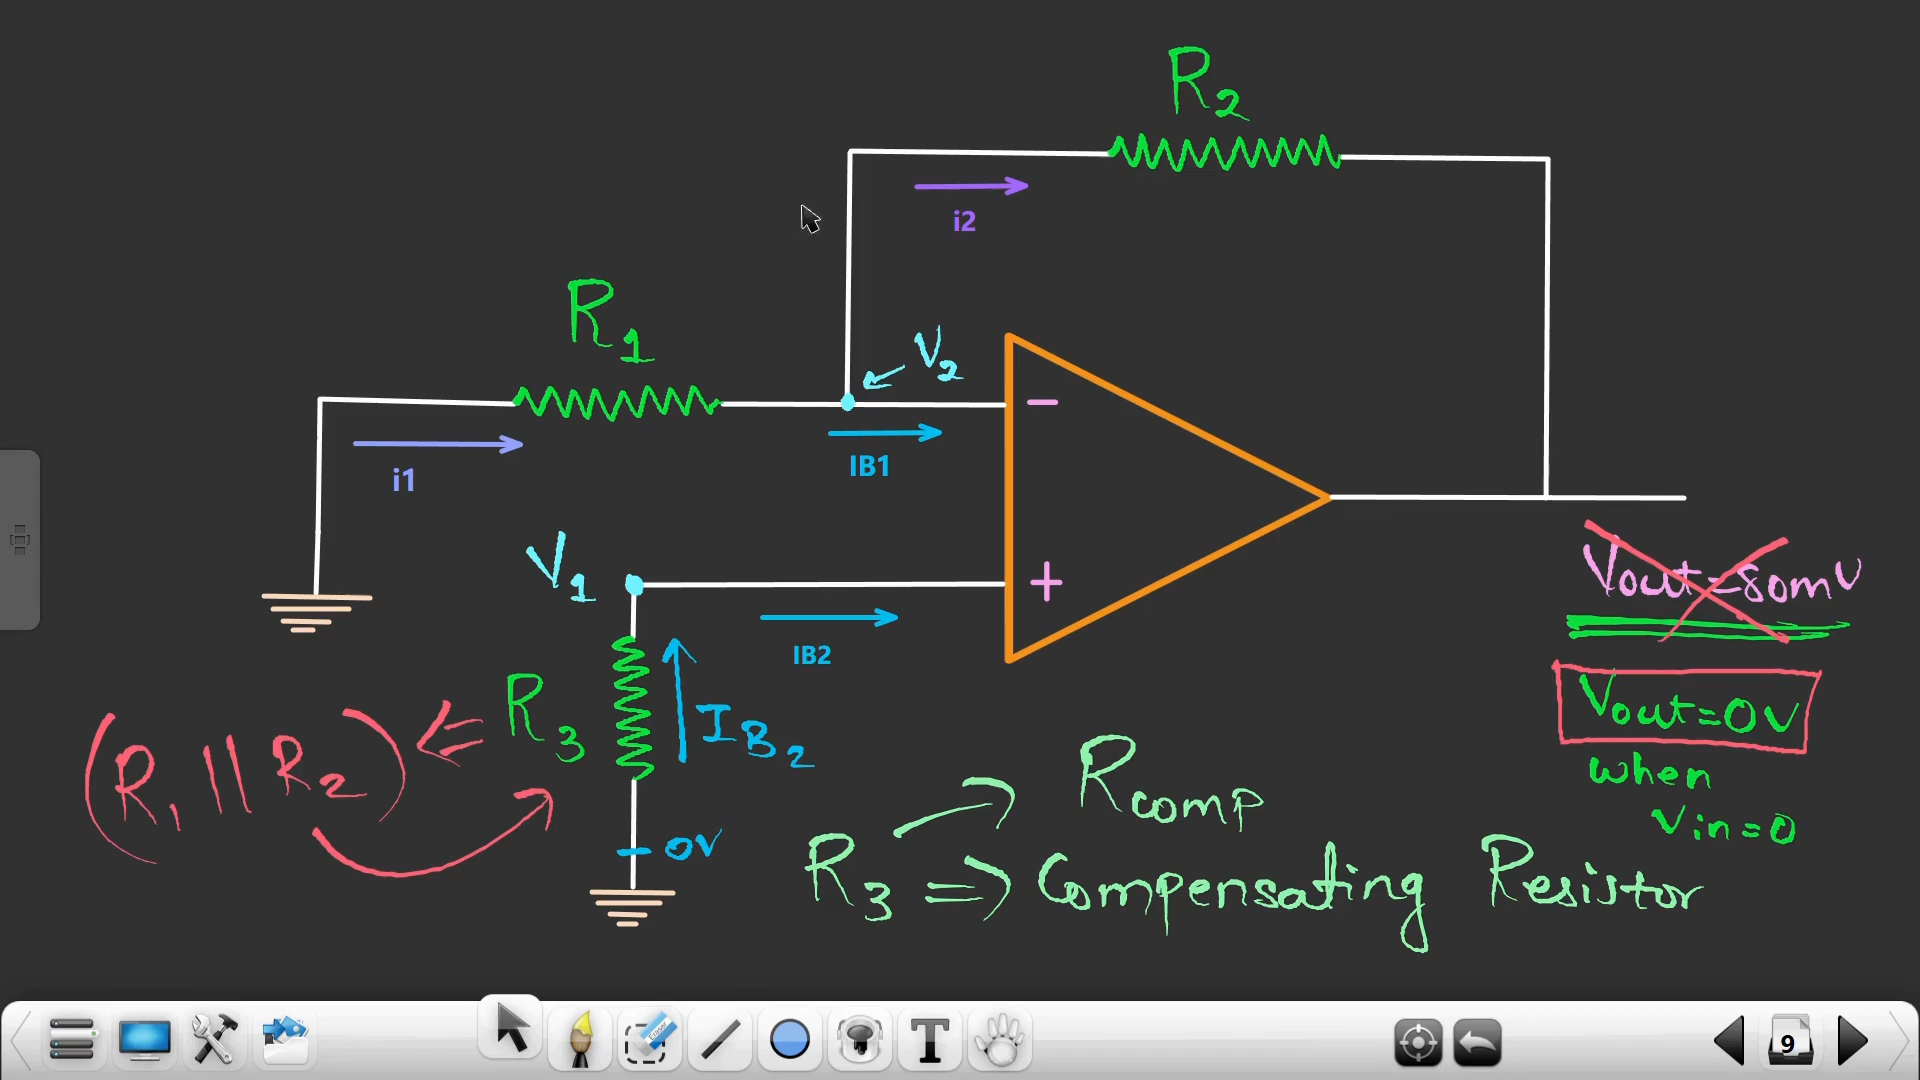 R2
i2
R1
V2
−
i1
IB1
V1
+
Vout=80mV
IB2
R3
IB2
(R1 || R2)
Vout=0V
when
Vin=0
0V
Rcomp
R3 => Compensating Resistor
T
9